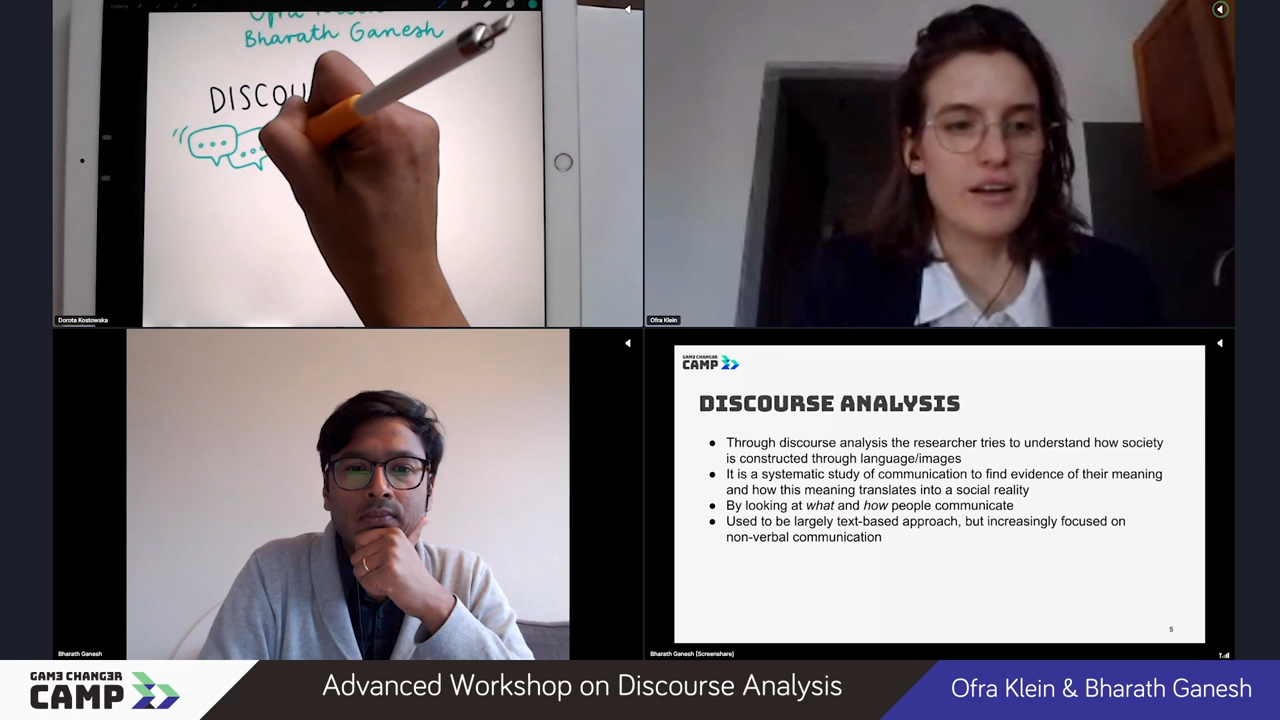 Gallery
Bharath Ganesh
DISCOU
Dorota Kostowska
Ofra Klein
Bharath Ganesh
GAM3 CHANG3R
CAMP
DISCOURSE ANALYSIS
● Through discourse analysis the researcher tries to understand how society
is constructed through language/images
● It is a systematic study of communication to find evidence of their meaning
and how this meaning translates into a social reality
● By looking at what and how people communicate
● Used to be largely text-based approach, but increasingly focused on
non-verbal communication
5
Bharath Ganesh [Screenshare]
GAM3 CHANG3R
CAMP
Advanced Workshop on Discourse Analysis
Ofra Klein & Bharath Ganesh